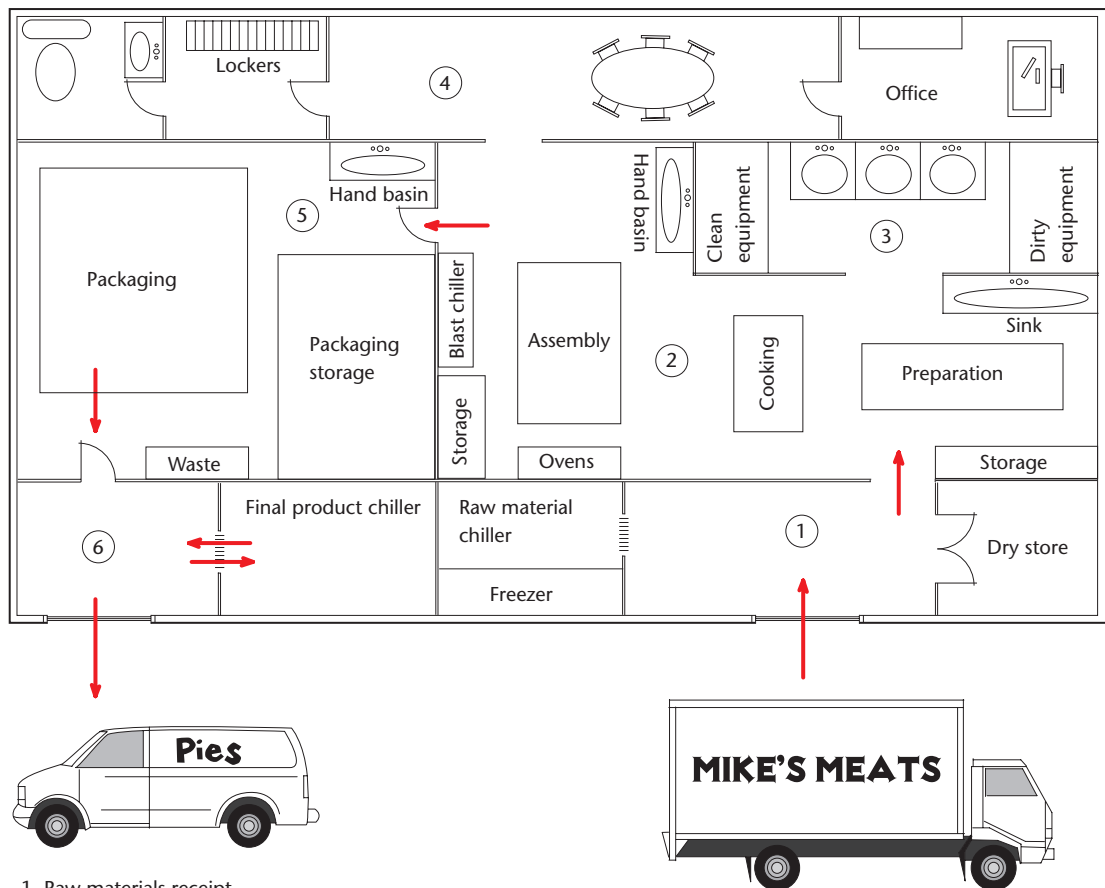 Lockers
4
Office
Hand basin
5
Packaging
Packaging
storage
Blast chiller
Storage
Waste
Hand basin
Clean
equipment
3
Dirty
equipment
Sink
Assembly
2
Cooking
Preparation
Ovens
Storage
6
Final product chiller
Raw material
chiller
Freezer
1
Dry store
Pies
MIKE'S MEATS
1 Raw materials receipt